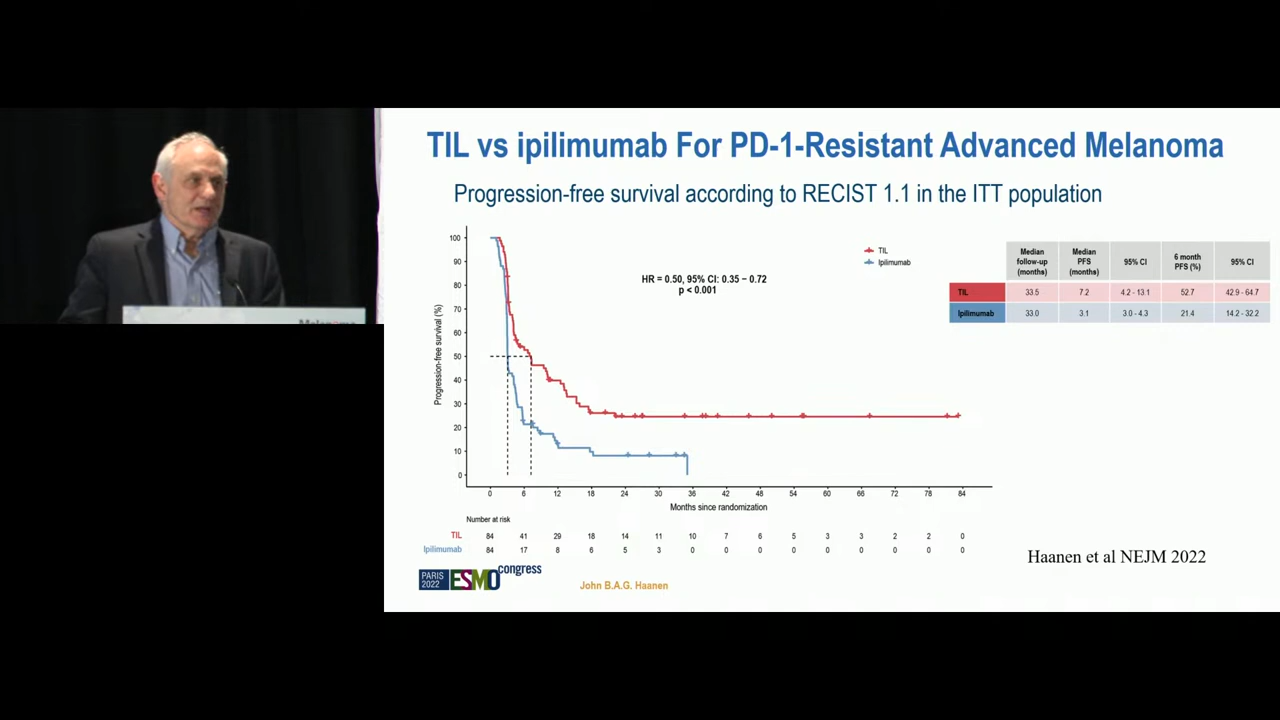 TIL vs ipilimumab For PD-1-Resistant Advanced Melanoma
Progression-free survival according to RECIST 1.1 in the ITT population
100
90
80
70
60
50
40
30
20
10
0
Progression-free survival (%)
HR = 0.50, 95% CI: 0.35 – 0.72
p < 0.001
TIL
Ipilimumab
0 6 12 18 24 30 36 42 48 54 60 66 72 78 84
Months since randomization
Number at risk
TIL 84 41 29 18 14 11 10 7 6 5 3 3 2 2 0
Ipilimumab 84 17 8 6 5 3 0 0 0 0 0 0 0 0 0
Median follow-up (months) Median PFS (months) 95% CI 6 month PFS (%) 95% CI
TIL 33.5 7.2 4.2 - 13.1 52.7 42.9 - 64.7
Ipilimumab 33.0 3.1 3.0 - 4.3 21.4 14.2 - 32.2
Haanen et al NEJM 2022
PARIS 2022 ESMO congress
John B.A.G. Haanen